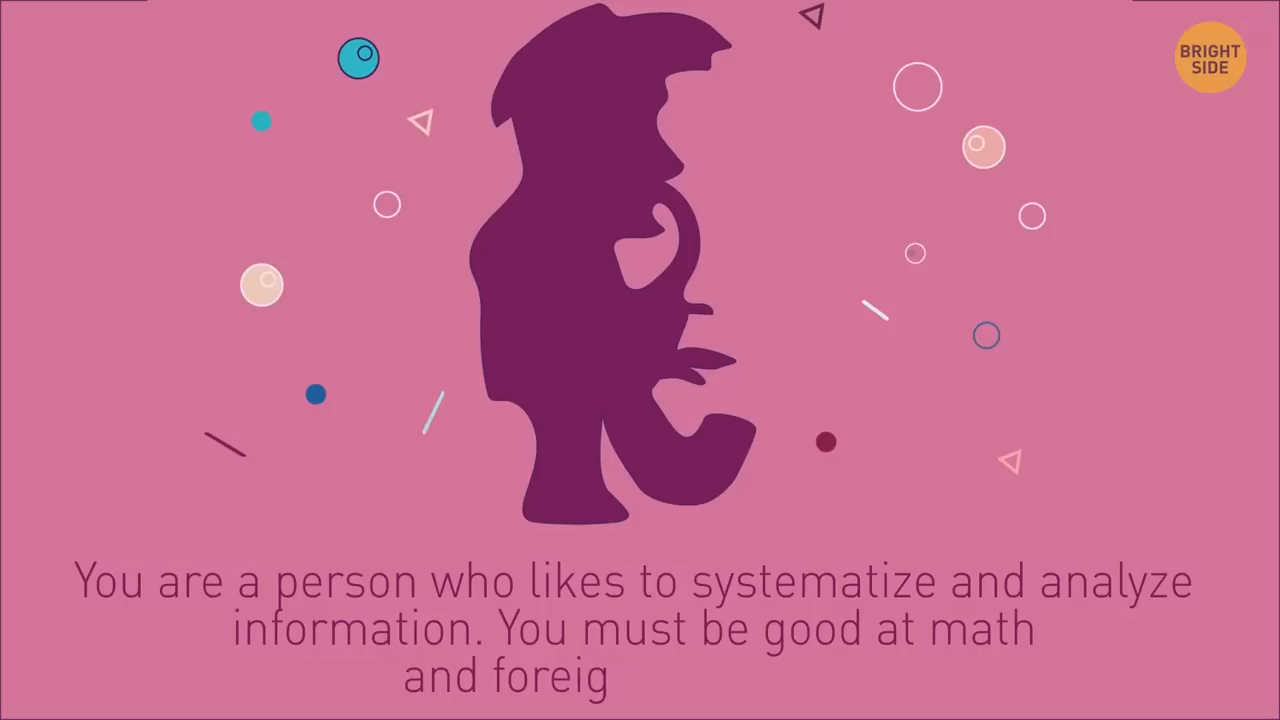 BRIGHT
SIDE
You are a person who likes to systematize and analyze
information. You must be good at math
and foreig